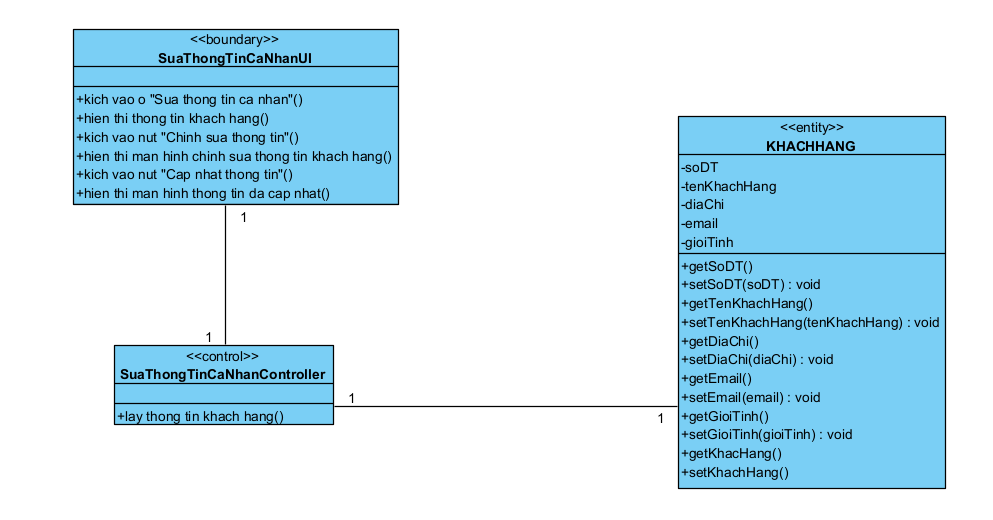 <<boundary>>
SuaThongTinCaNhanUI
+kich vao o "Sua thong tin ca nhan"()
+hien thi thong tin khach hang()
+kich vao nut "Chinh sua thong tin"()
+hien thi man hinh chinh sua thong tin khach hang()
+kich vao nut "Cap nhat thong tin"()
+hien thi man hinh thong tin da cap nhat()
1
1
<<control>>
SuaThongTinCaNhanController
+lay thong tin khach hang()
1
1
<<entity>>
KHACHHANG
-soDT
-tenKhachHang
-diaChi
-email
-gioiTinh
+getSoDT()
+setSoDT(soDT) : void
+getTenKhachHang()
+setTenKhachHang(tenKhachHang) : void
+getDiaChi()
+setDiaChi(diaChi) : void
+getEmail()
+setEmail(email) : void
+getGioiTinh()
+setGioiTinh(gioiTinh) : void
+getKhacHang()
+setKhachHang()